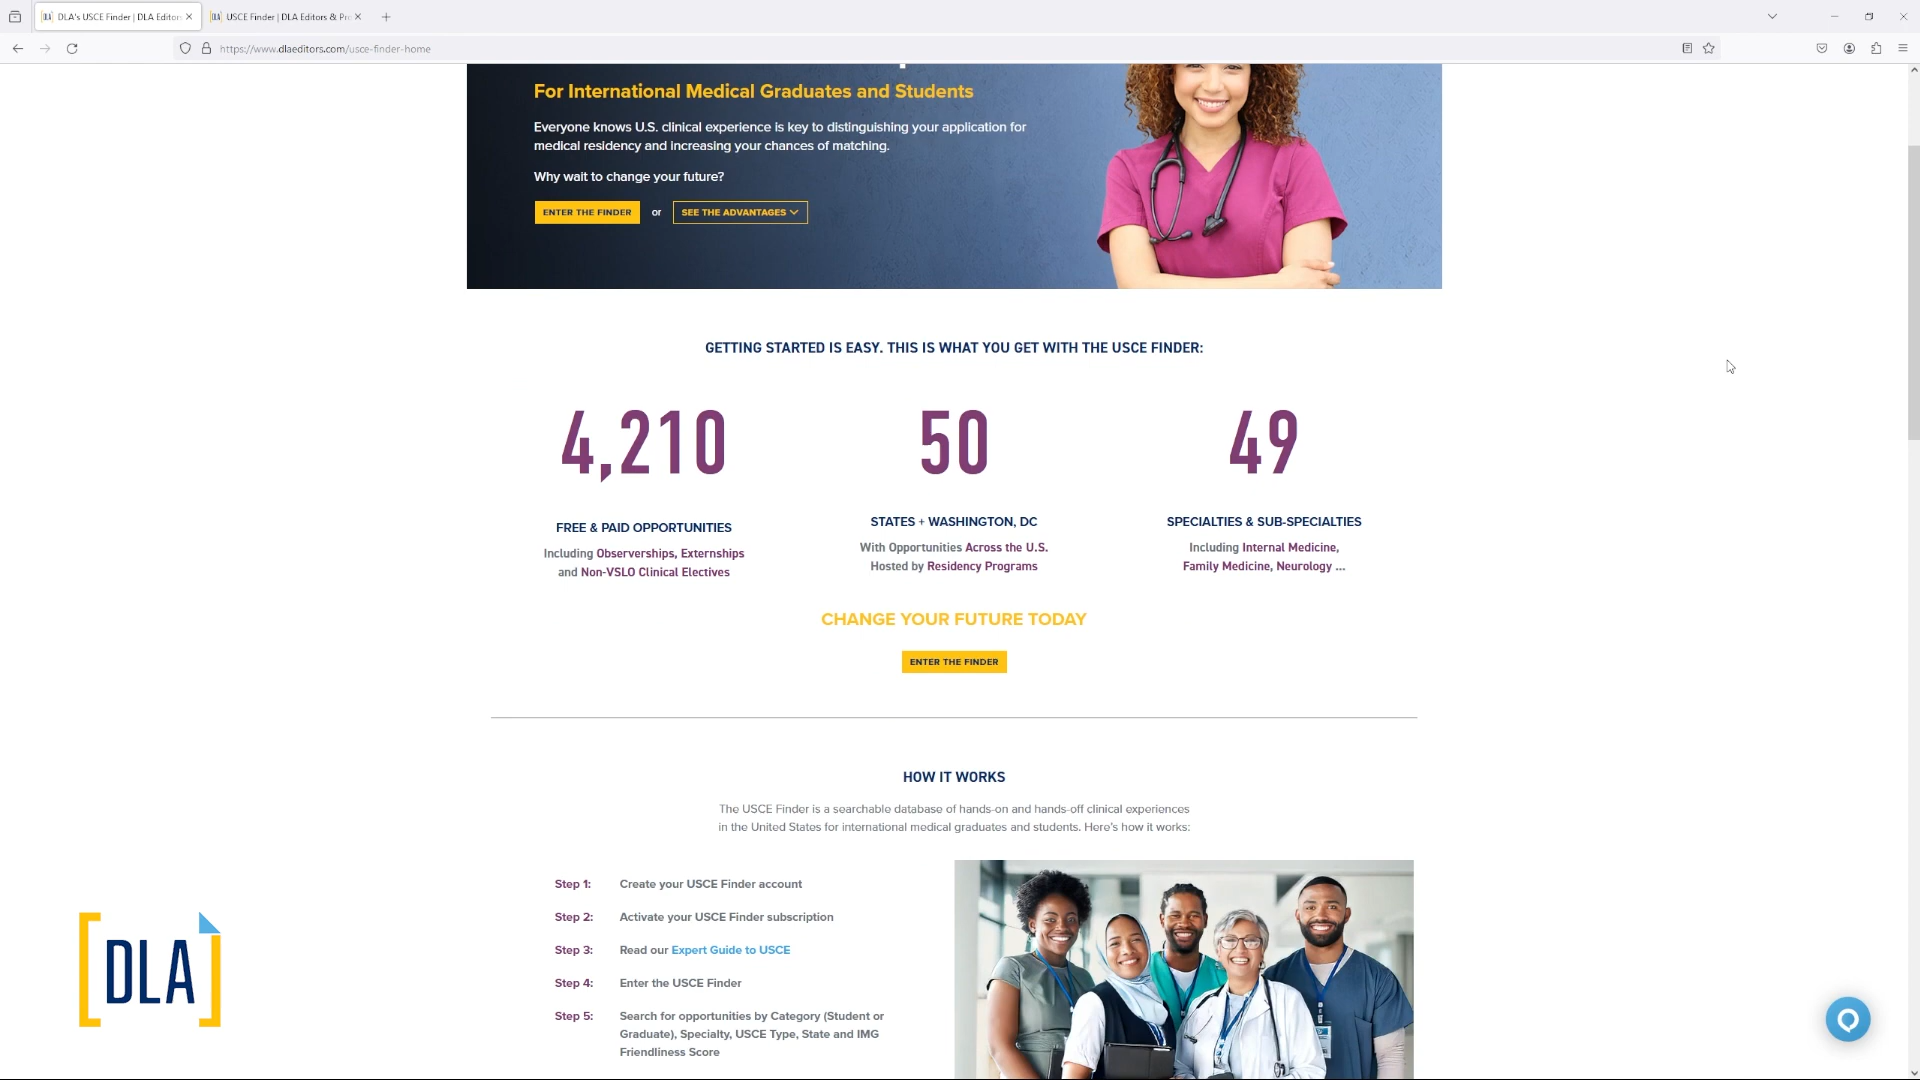 DLA's USCE Finder | DLA Editor
USCE Finder | DLA Editors & Pr
https://www.dlaeditors.com/usce-finder-home
For International Medical Graduates and Students
Everyone knows U.S. clinical experience is key to distinguishing your application for
medical residency and increasing your chances of matching.
Why wait to change your future?
ENTER THE FINDER or SEE THE ADVANTAGES
GETTING STARTED IS EASY. THIS IS WHAT YOU GET WITH THE USCE FINDER:
4,210
FREE & PAID OPPORTUNITIES
Including Observerships, Externships
and Non-VSLO Clinical Electives
50
STATES + WASHINGTON, DC
With Opportunities Across the U.S.
Hosted by Residency Programs
49
SPECIALTIES & SUB-SPECIALTIES
Including Internal Medicine,
Family Medicine, Neurology ...
CHANGE YOUR FUTURE TODAY
ENTER THE FINDER
HOW IT WORKS
The USCE Finder is a searchable database of hands-on and hands-off clinical experiences
in the United States for international medical graduates and students. Here's how it works:
Step 1: Create your USCE Finder account
Step 2: Activate your USCE Finder subscription
Step 3: Read our Expert Guide to USCE
Step 4: Enter the USCE Finder
Step 5: Search for opportunities by Category (Student or
Graduate), Specialty, USCE Type, State and IMG
Friendliness Score
[DLA]